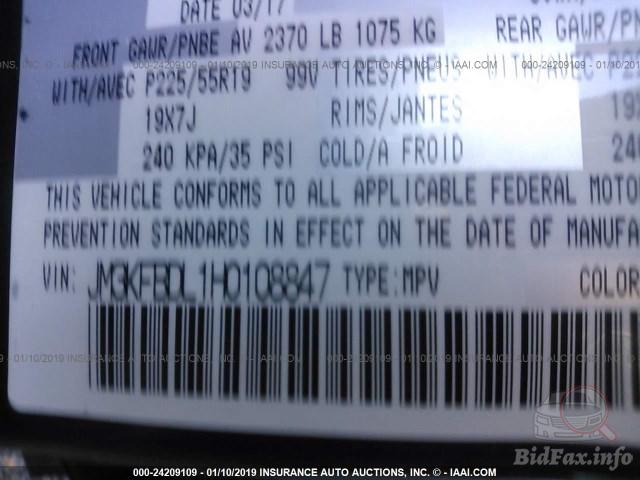 DATE 03/17
FRONT GAWR/PNBE AV 2370 LB 1075 KG REAR GAWR/P
WITH/AVEC P225/55R19 99V TIRES/PNEUS WITH/AVEC P22
19X7J RIMS/JANTES 19
240 KPA/35 PSI COLD/A FROID 24
THIS VEHICLE CONFORMS TO ALL APPLICABLE FEDERAL MOTO
PREVENTION STANDARDS IN EFFECT ON THE DATE OF MANUFA
VIN: JM3KFBDL1H0108847 TYPE:MPV COLOR
000-24209109 - 01/10/2019 INSURANCE AUTO AUCTIONS, INC. - © IAAI.COM
BidFax.info